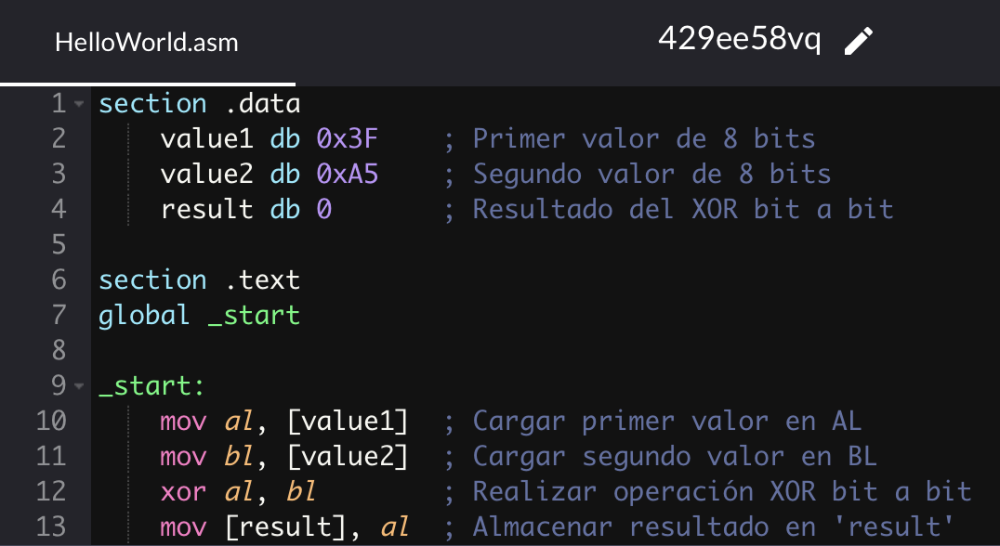 HelloWorld.asm
429ee58vq
1 section .data
2     value1 db 0x3F    ; Primer valor de 8 bits
3     value2 db 0xA5    ; Segundo valor de 8 bits
4     result db 0       ; Resultado del XOR bit a bit
5
6 section .text
7 global _start
8
9 _start:
10     mov al, [value1]  ; Cargar primer valor en AL
11     mov bl, [value2]  ; Cargar segundo valor en BL
12     xor al, bl        ; Realizar operación XOR bit a bit
13     mov [result], al  ; Almacenar resultado en 'result'